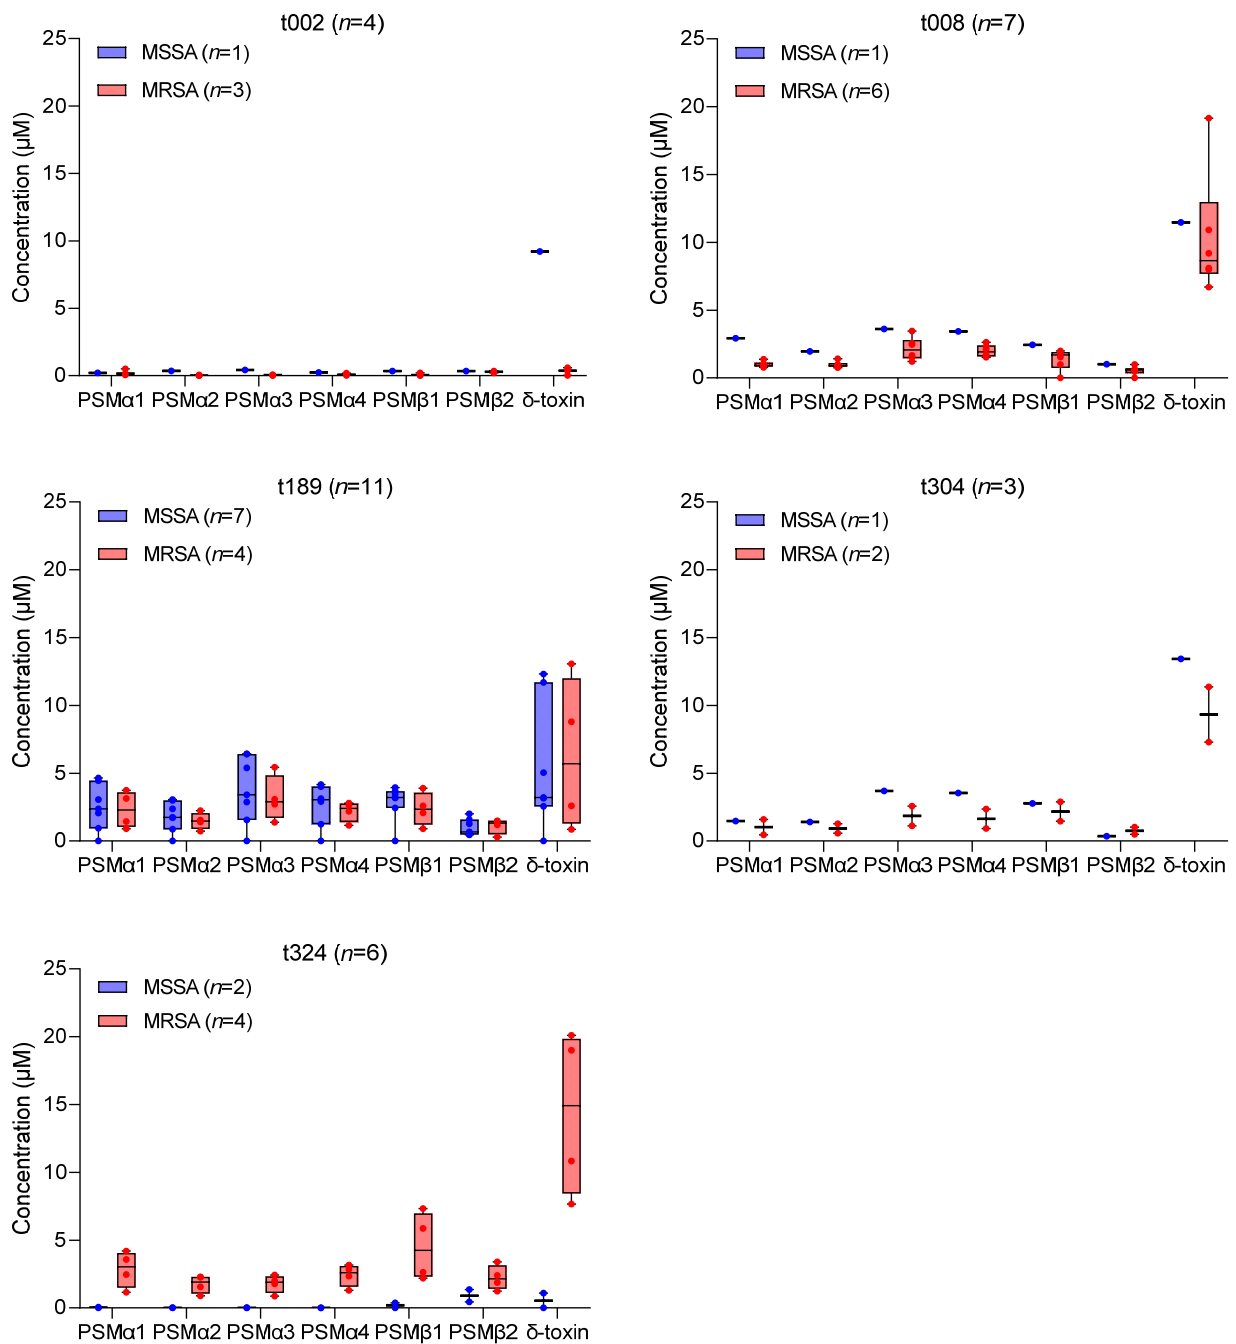 t002 (n=4)
25
20
15
10
5
0
Concentration (µM)
MSSA (n=1)
MRSA (n=3)
PSMα1 PSMα2 PSMα3 PSMα4 PSMβ1 PSMβ2 δ-toxin
t008 (n=7)
25
20
15
10
5
0
Concentration (µM)
MSSA (n=1)
MRSA (n=6)
PSMα1 PSMα2 PSMα3 PSMα4 PSMβ1 PSMβ2 δ-toxin
t189 (n=11)
25
20
15
10
5
0
Concentration (µM)
MSSA (n=7)
MRSA (n=4)
PSMα1 PSMα2 PSMα3 PSMα4 PSMβ1 PSMβ2 δ-toxin
t304 (n=3)
25
20
15
10
5
0
Concentration (µM)
MSSA (n=1)
MRSA (n=2)
PSMα1 PSMα2 PSMα3 PSMα4 PSMβ1 PSMβ2 δ-toxin
t324 (n=6)
25
20
15
10
5
0
Concentration (µM)
MSSA (n=2)
MRSA (n=4)
PSMα1 PSMα2 PSMα3 PSMα4 PSMβ1 PSMβ2 δ-toxin